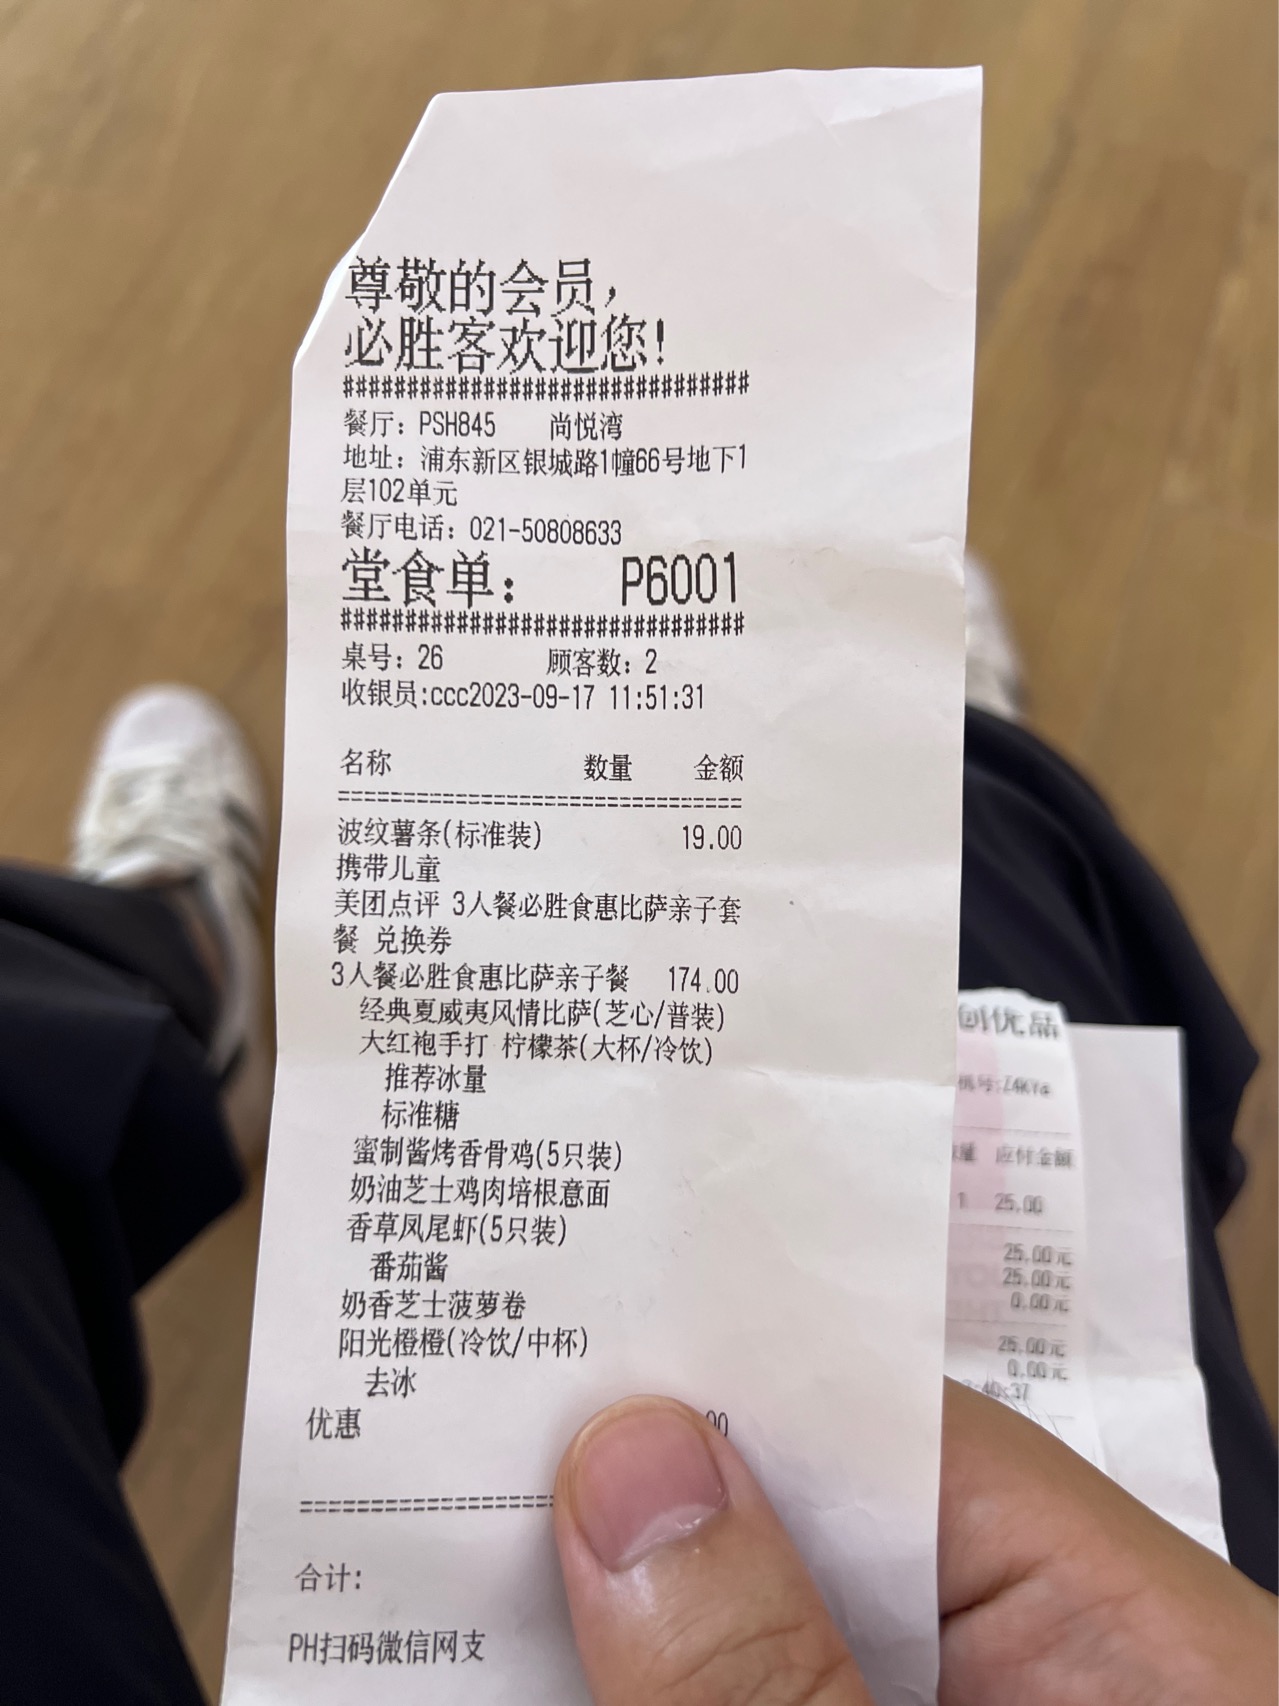 尊敬的会员，
必胜客欢迎您!
################################
餐厅: PSH845 尚悦湾
地址: 浦东新区银城路1幢66号地下1
层102单元
餐厅电话: 021-50808633
堂食单: P6001
################################
桌号: 26 顾客数: 2
收银员:ccc2023-09-17 11:51:31
名称 数量 金额
================================
波纹薯条(标准装) 19.00
携带儿童
美团点评 3人餐必胜食惠比萨亲子套
餐 兑换券
3人餐必胜食惠比萨亲子餐 174.00
经典夏威夷风情比萨(芝心/普装)
大红袍手打 柠檬茶(大杯/冷饮)
推荐冰量
标准糖
蜜制酱烤香骨鸡(5只装)
奶油芝士鸡肉培根意面
香草凤尾虾(5只装)
番茄酱
奶香芝士菠萝卷
阳光橙橙(冷饮/中杯)
去冰
优惠 00
====================
合计:
PH扫码微信网支
创优品
机号:Z4KYa
数量 应付金额
1 25.00
25.00元
25.00元
0.00元
25.00元
0.00元
:40:37